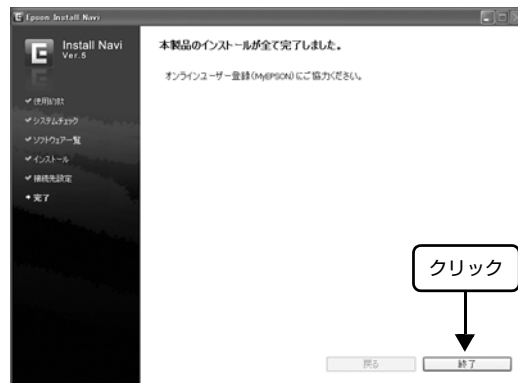 Epson Install Navi
E Install Navi
Ver.5
本製品のインストールが全て完了しました。
オンラインユーザー登録(MyEPSON)にご協力ください。
使用約款
システムチェック
ソフトウェア一覧
インストール
接続先設定
完了
クリック
戻る
終了